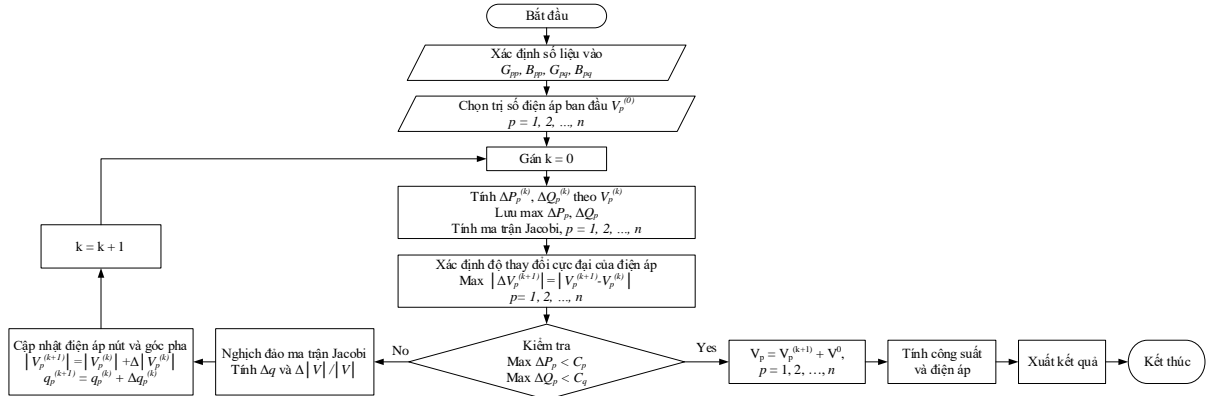 Bắt đầu
Xác định số liệu vào
Gpp, Bpp, Gpq, Bpq
Chọn trị số điện áp ban đầu Vp(0)
p = 1, 2, ..., n
Gán k = 0
Tính ΔPp(k), ΔQp(k) theo Vp(k)
Lưu max ΔPp, ΔQp
Tính ma trận Jacobi, p = 1, 2, ..., n
k = k + 1
Xác định độ thay đổi cực đại của điện áp
Max |ΔVp(k+1)|=|Vp(k+1)-Vp(k)|
p= 1, 2, ..., n
Cập nhật điện áp nút và góc pha
|Vp(k+1)|=|Vp(k)|+Δ|Vp(k)|
qp(k+1) = qp(k) + Δqp(k)
Nghịch đảo ma trận Jacobi
Tính Δq và Δ|V|/|V|
No
Kiểm tra
Max ΔPp < Cp
Max ΔQp < Cq
Yes
Vp = Vp(k+1) + V0,
p = 1, 2, …, n
Tính công suất
và điện áp
Xuất kết quả
Kết thúc